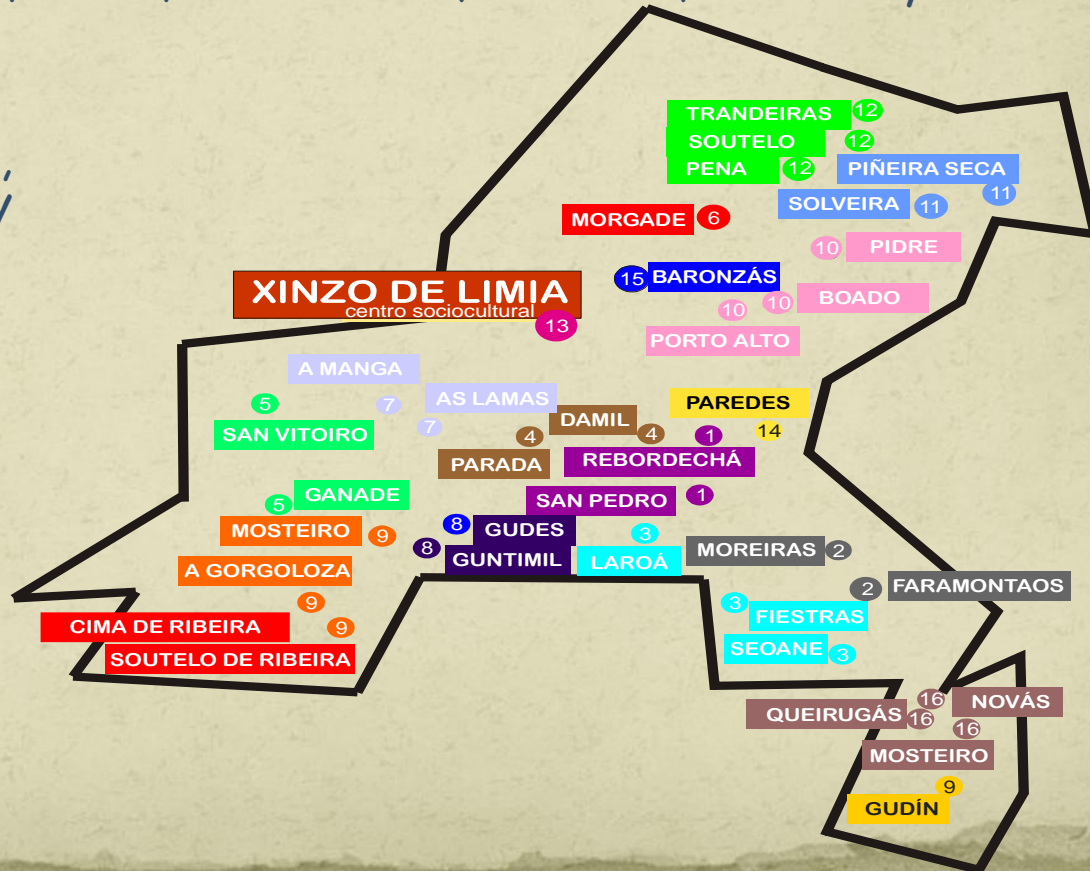 TRANDEIRAS 12
SOUTELO 12
PENA 12
PIÑEIRA SECA
11
SOLVEIRA 11
MORGADE 6
10 PIDRE
15 BARONZÁS
XINZO DE LIMIA
centro sociocultural
13
10 BOADO
10
PORTO ALTO
A MANGA
7
AS LAMAS
7
5
SAN VITOIRO
DAMIL
4
4
PARADA
PAREDES
14
1
REBORDECHÁ
SAN PEDRO 1
GANADE
5
MOSTEIRO 9
8 GUDES
8 GUNTIMIL
3
LAROÁ
MOREIRAS 2
A GORGOLOZA
9
2 FARAMONTAOS
3 FIESTRAS
SEOANE 3
CIMA DE RIBEIRA
9
SOUTELO DE RIBEIRA
16 NOVÁS
QUEIRUGÁS 16
16
MOSTEIRO
9
GUDÍN